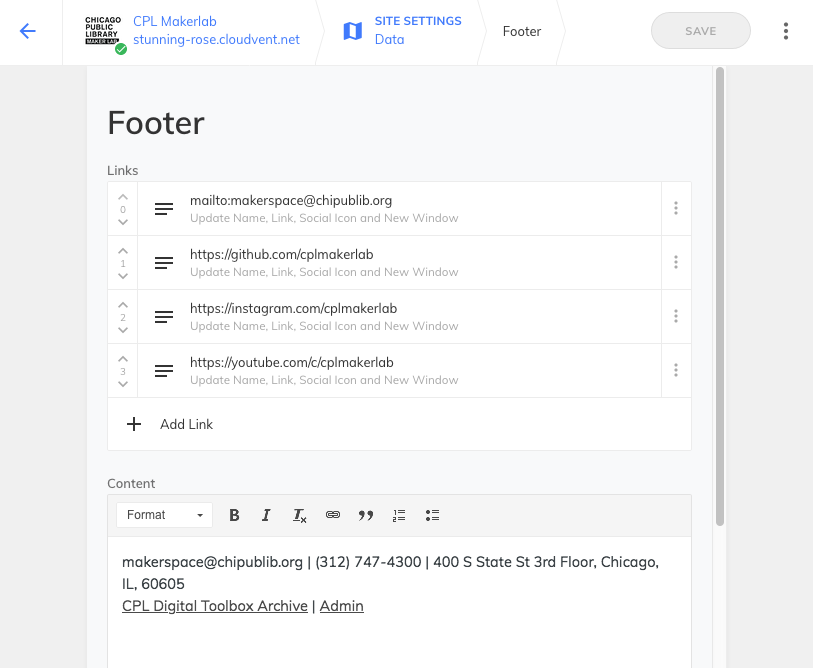 CHICAGO
PUBLIC
LIBRARY
MAKER LAB
CPL Makerlab
stunning-rose.cloudvent.net
SITE SETTINGS
Data
Footer
SAVE
Footer
Links
0
mailto:makerspace@chipublib.org
Update Name, Link, Social Icon and New Window
1
https://github.com/cplmakerlab
Update Name, Link, Social Icon and New Window
2
https://instagram.com/cplmakerlab
Update Name, Link, Social Icon and New Window
3
https://youtube.com/c/cplmakerlab
Update Name, Link, Social Icon and New Window
Add Link
Content
Format B I Tx
makerspace@chipublib.org | (312) 747-4300 | 400 S State St 3rd Floor, Chicago,
IL, 60605
CPL Digital Toolbox Archive | Admin